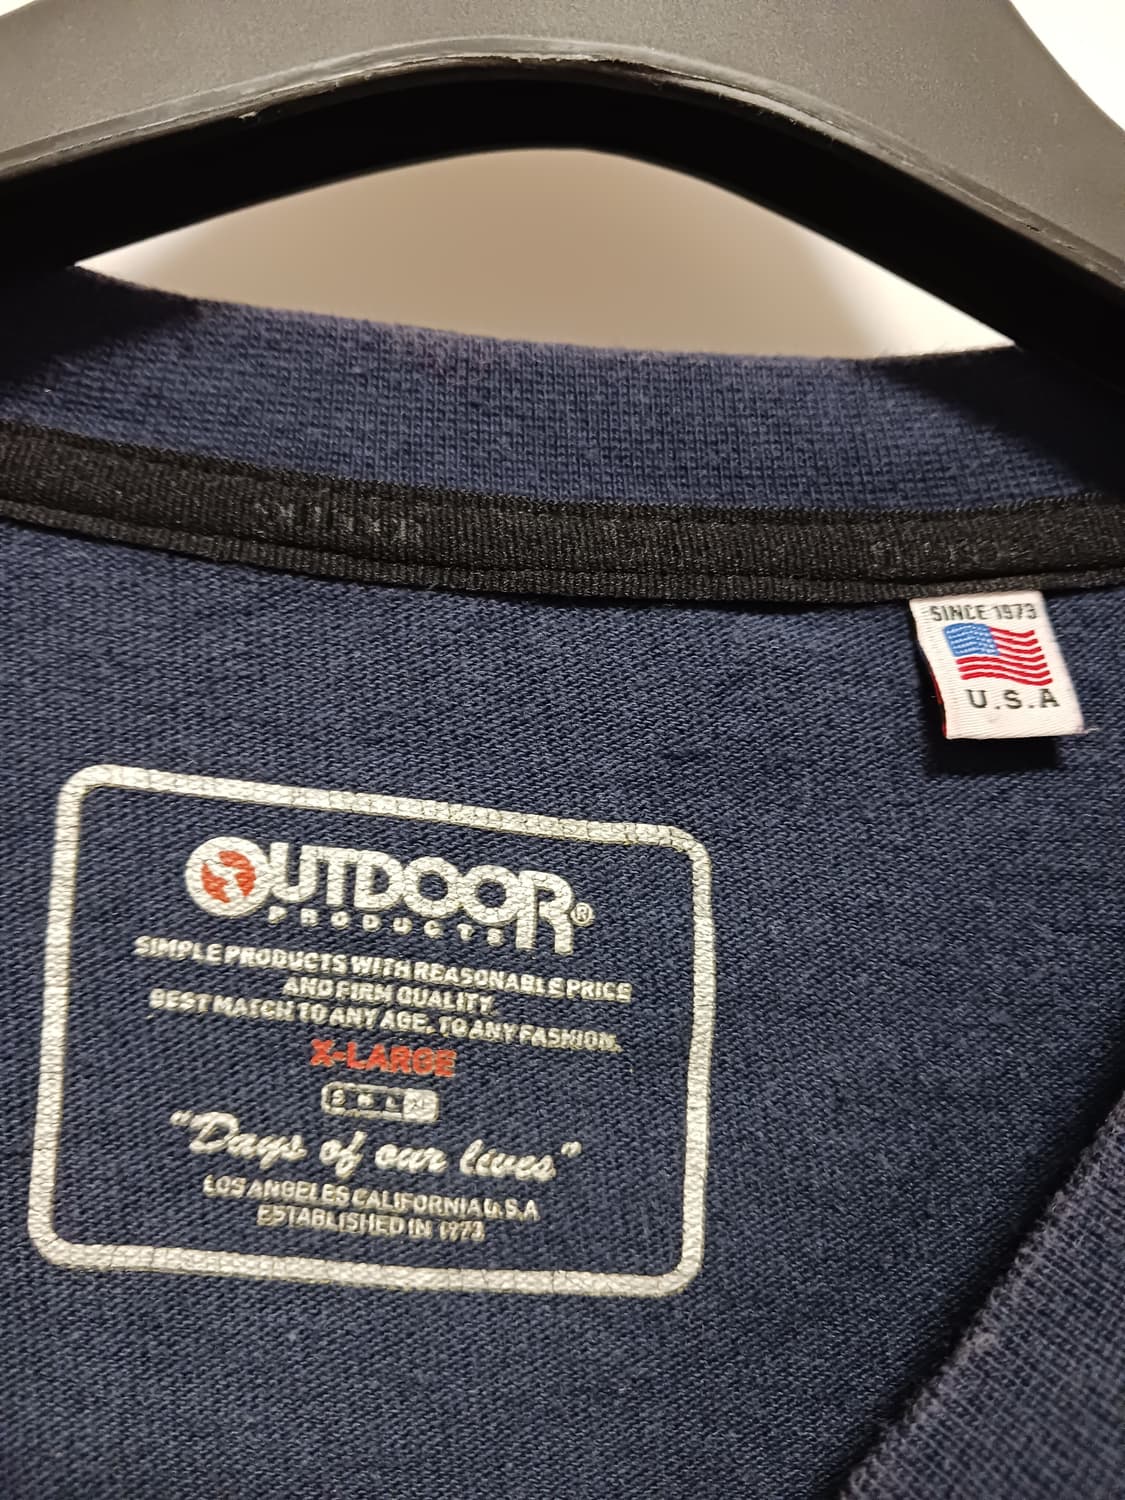 SINCE 1973
U.S.A
OUTDOOR®
PRODUCTS
SIMPLE PRODUCTS WITH REASONABLE PRICE
AND FIRM QUALITY.
BEST MATCH TO ANY AGE. TO ANY FASHION.
X-LARGE
S M L XL
"Days of our lives"
LOS ANGELES CALIFORNIA U.S.A
ESTABLISHED IN 1973